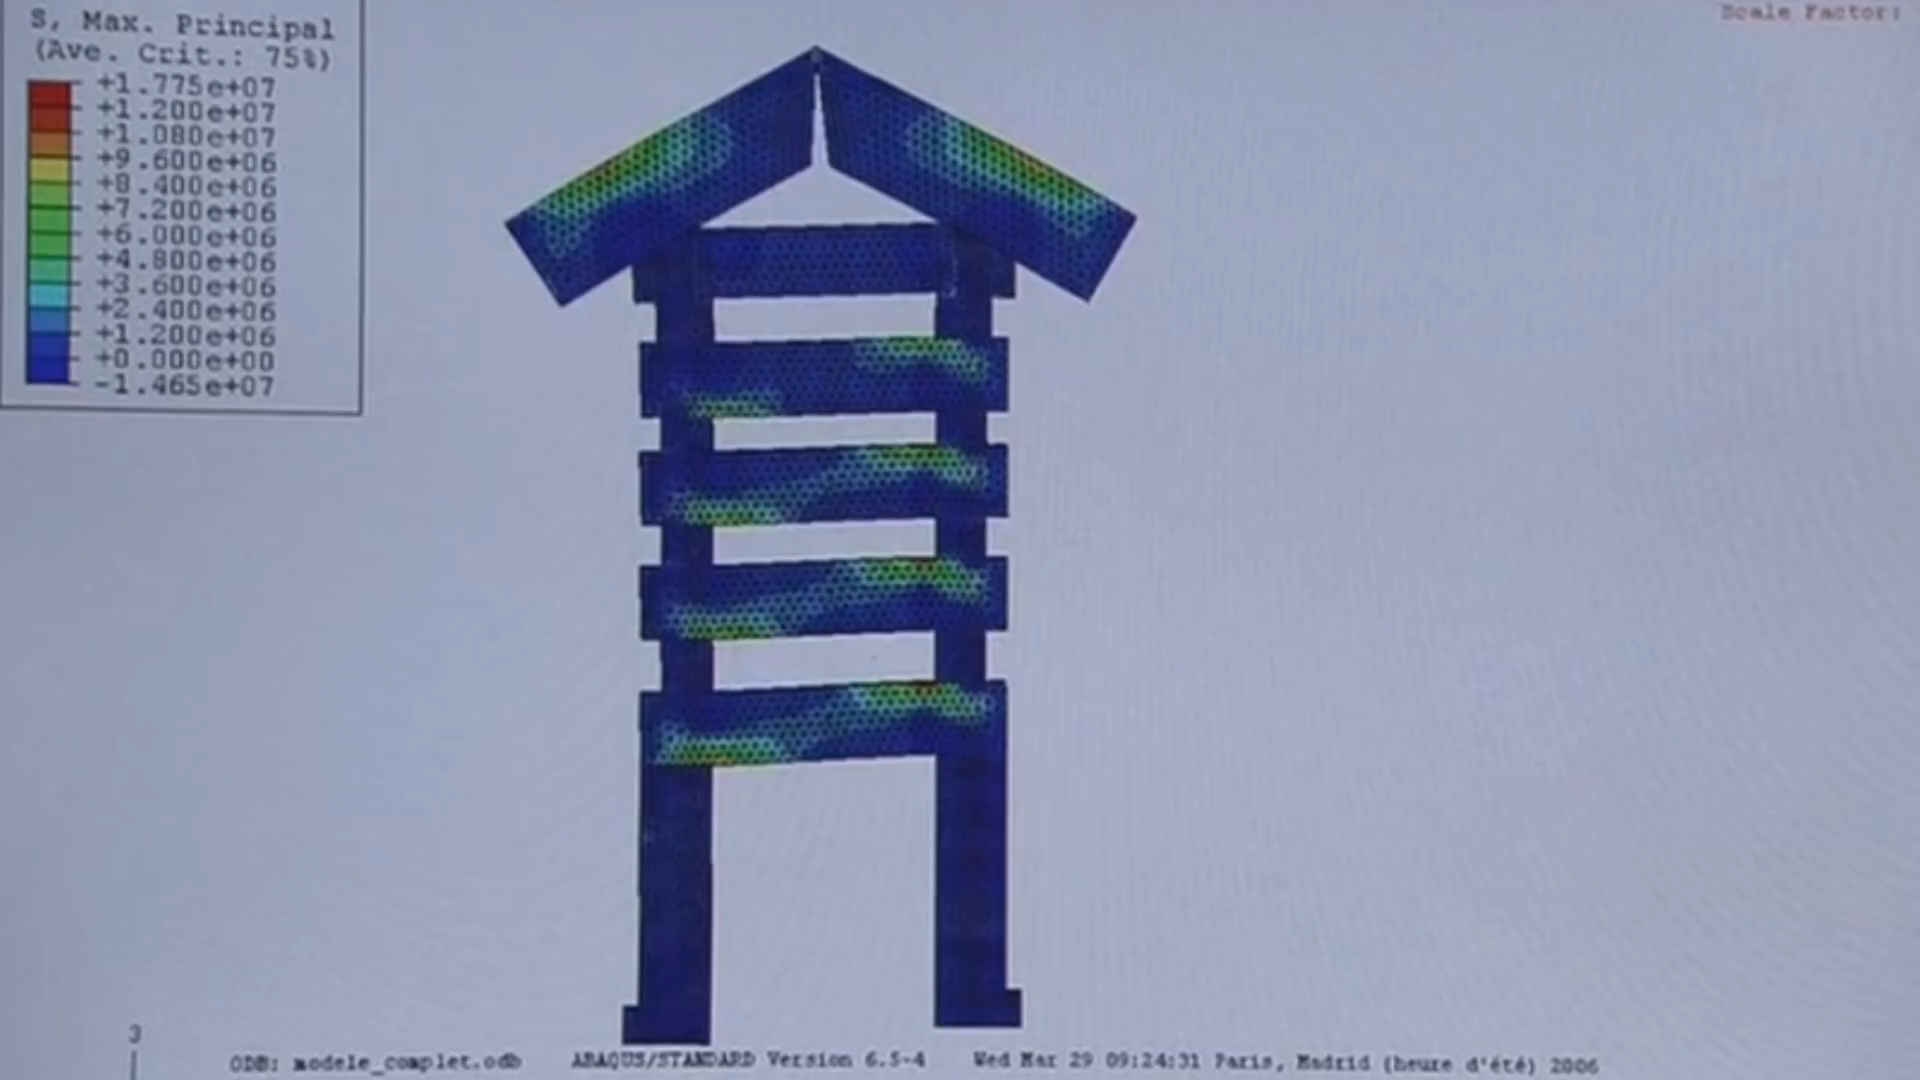 S, Max. Principal
(Ave. Crit.: 75%)
+1.775e+07
+1.200e+07
+1.080e+07
+9.600e+06
+8.400e+06
+7.200e+06
+6.000e+06
+4.800e+06
+3.600e+06
+2.400e+06
+1.200e+06
+0.000e+00
-1.465e+07
Scale Factor:
3
ODB: modele_complet.odb ABAQUS/STANDARD Version 6.5-4 Wed Mar 29 09:24:31 Paris, Madrid (heure d'été) 2006